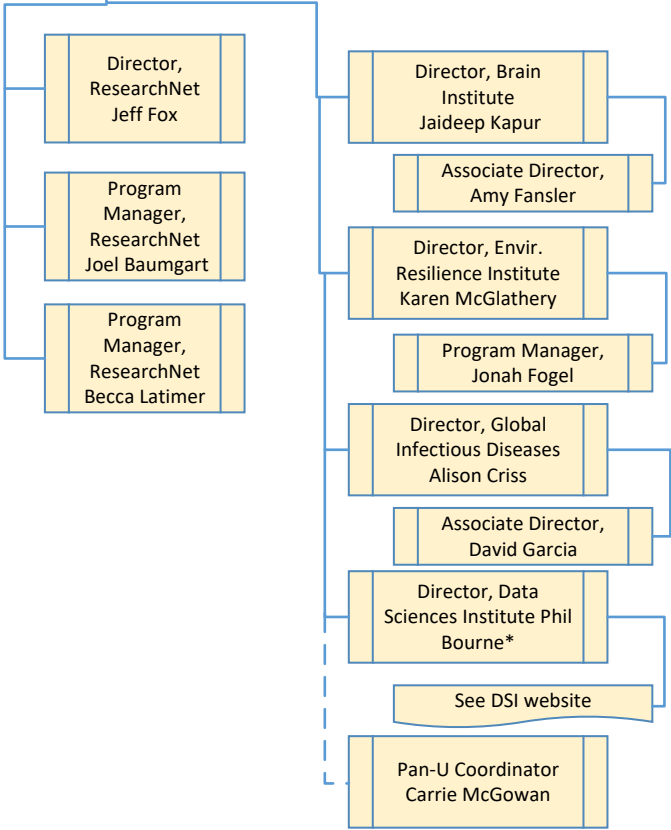 Director,
ResearchNet
Jeff Fox
Program
Manager,
ResearchNet
Joel Baumgart
Program
Manager,
ResearchNet
Becca Latimer
Director, Brain
Institute
Jaideep Kapur
Associate Director,
Amy Fansler
Director, Envir.
Resilience Institute
Karen McGlathery
Program Manager,
Jonah Fogel
Director, Global
Infectious Diseases
Alison Criss
Associate Director,
David Garcia
Director, Data
Sciences Institute Phil
Bourne*
See DSI website
Pan-U Coordinator
Carrie McGowan